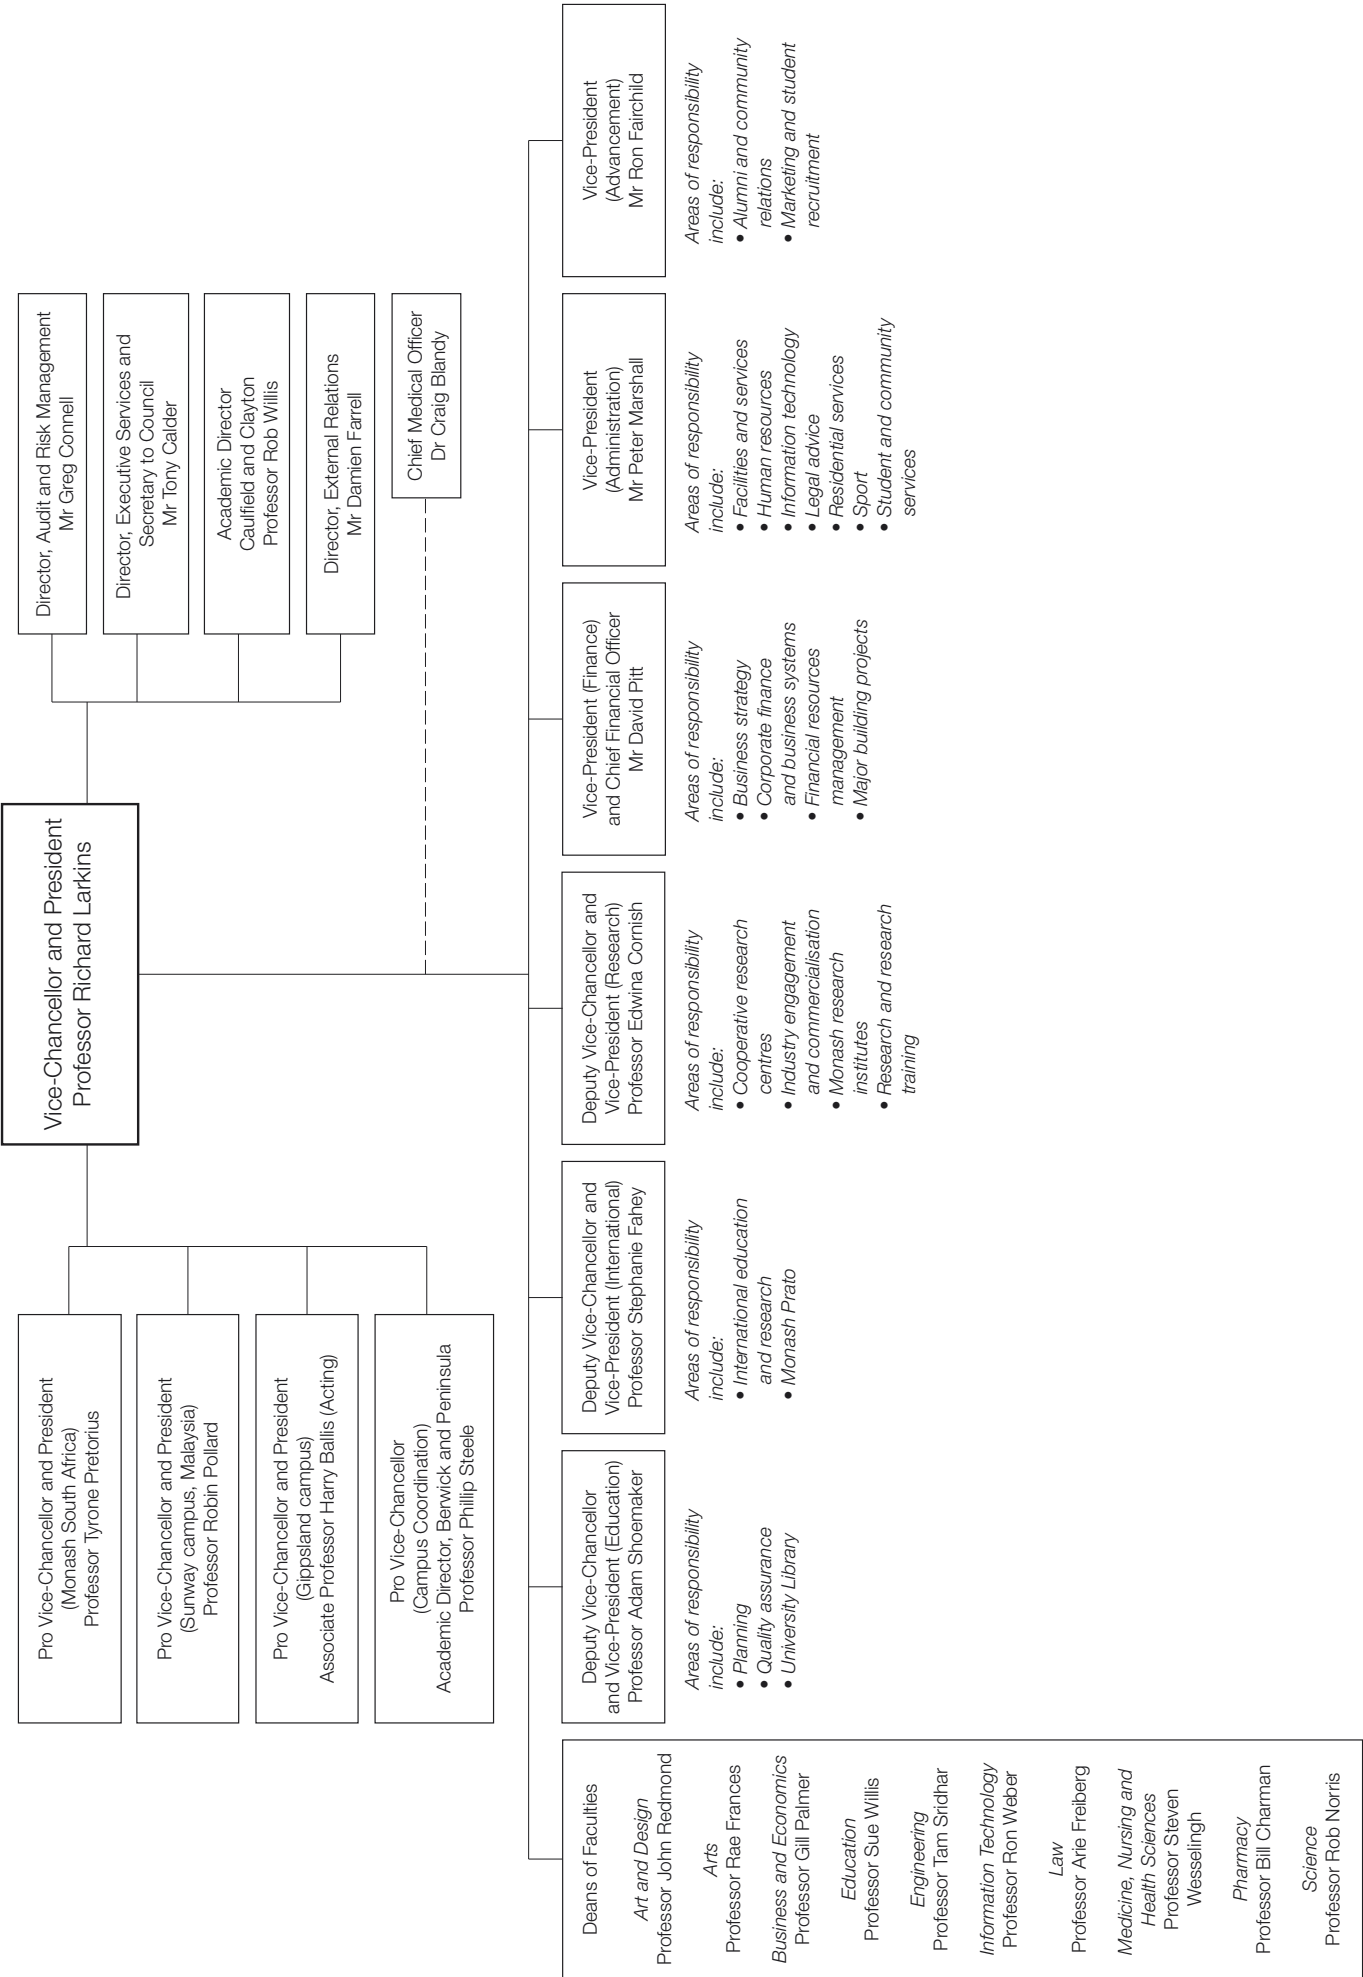 Vice-Chancellor and President
Professor Richard Larkins
Pro Vice-Chancellor and President
(Monash South Africa)
Professor Tyrone Pretorius
Pro Vice-Chancellor and President
(Sunway campus, Malaysia)
Professor Robin Pollard
Pro Vice-Chancellor and President
(Gippsland campus)
Associate Professor Harry Ballis (Acting)
Pro Vice-Chancellor
(Campus Coordination)
Academic Director, Berwick and Peninsula
Professor Phillip Steele
Director, Audit and Risk Management
Mr Greg Connell
Director, Executive Services and
Secretary to Council
Mr Tony Calder
Academic Director
Caulfield and Clayton
Professor Rob Willis
Director, External Relations
Mr Damien Farrell
Chief Medical Officer
Dr Craig Blandy
Deans of Faculties
Art and Design
Professor John Redmond
Arts
Professor Rae Frances
Business and Economics
Professor Gill Palmer
Education
Professor Sue Willis
Engineering
Professor Tam Sridhar
Information Technology
Professor Ron Weber
Law
Professor Arie Freiberg
Medicine, Nursing and
Health Sciences
Professor Steven
Wesselingh
Pharmacy
Professor Bill Charman
Science
Professor Rob Norris
Deputy Vice-Chancellor
and Vice-President (Education)
Professor Adam Shoemaker
Areas of responsibility
include:
• Planning
• Quality assurance
• University Library
Deputy Vice-Chancellor and
Vice-President (International)
Professor Stephanie Fahey
Areas of responsibility
include:
• International education
and research
• Monash Prato
Deputy Vice-Chancellor and
Vice-President (Research)
Professor Edwina Cornish
Areas of responsibility
include:
• Cooperative research
centres
• Industry engagement
and commercialisation
• Monash research
institutes
• Research and research
training
Vice-President (Finance)
and Chief Financial Officer
Mr David Pitt
Areas of responsibility
include:
• Business strategy
• Corporate finance
and business systems
• Financial resources
management
• Major building projects
Vice-President
(Administration)
Mr Peter Marshall
Areas of responsibility
include:
• Facilities and services
• Human resources
• Information technology
• Legal advice
• Residential services
• Sport
• Student and community
services
Vice-President
(Advancement)
Mr Ron Fairchild
Areas of responsibility
include:
• Alumni and community
relations
• Marketing and student
recruitment